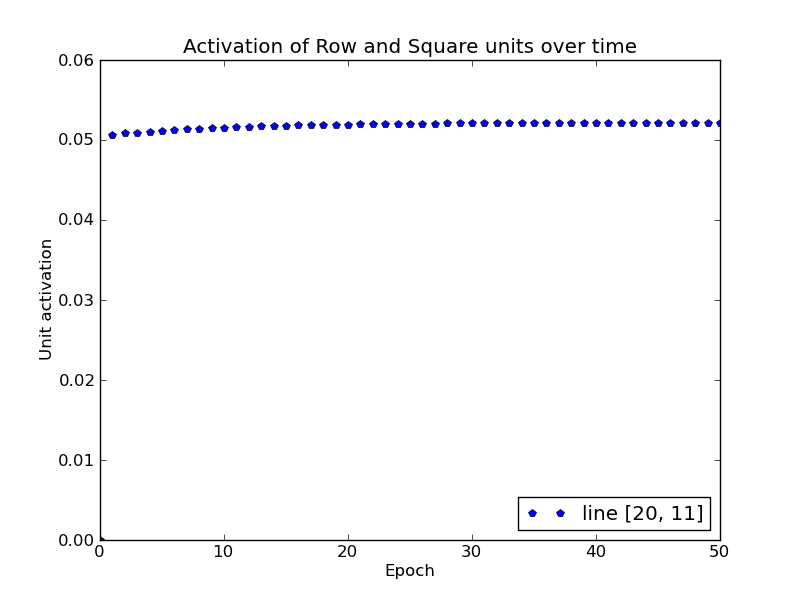 Activation of Row and Square units over time
0.06
0.05
0.04
0.03
0.02
0.01
0.00
Unit activation
line [20, 11]
0 10 20 30 40 50
Epoch